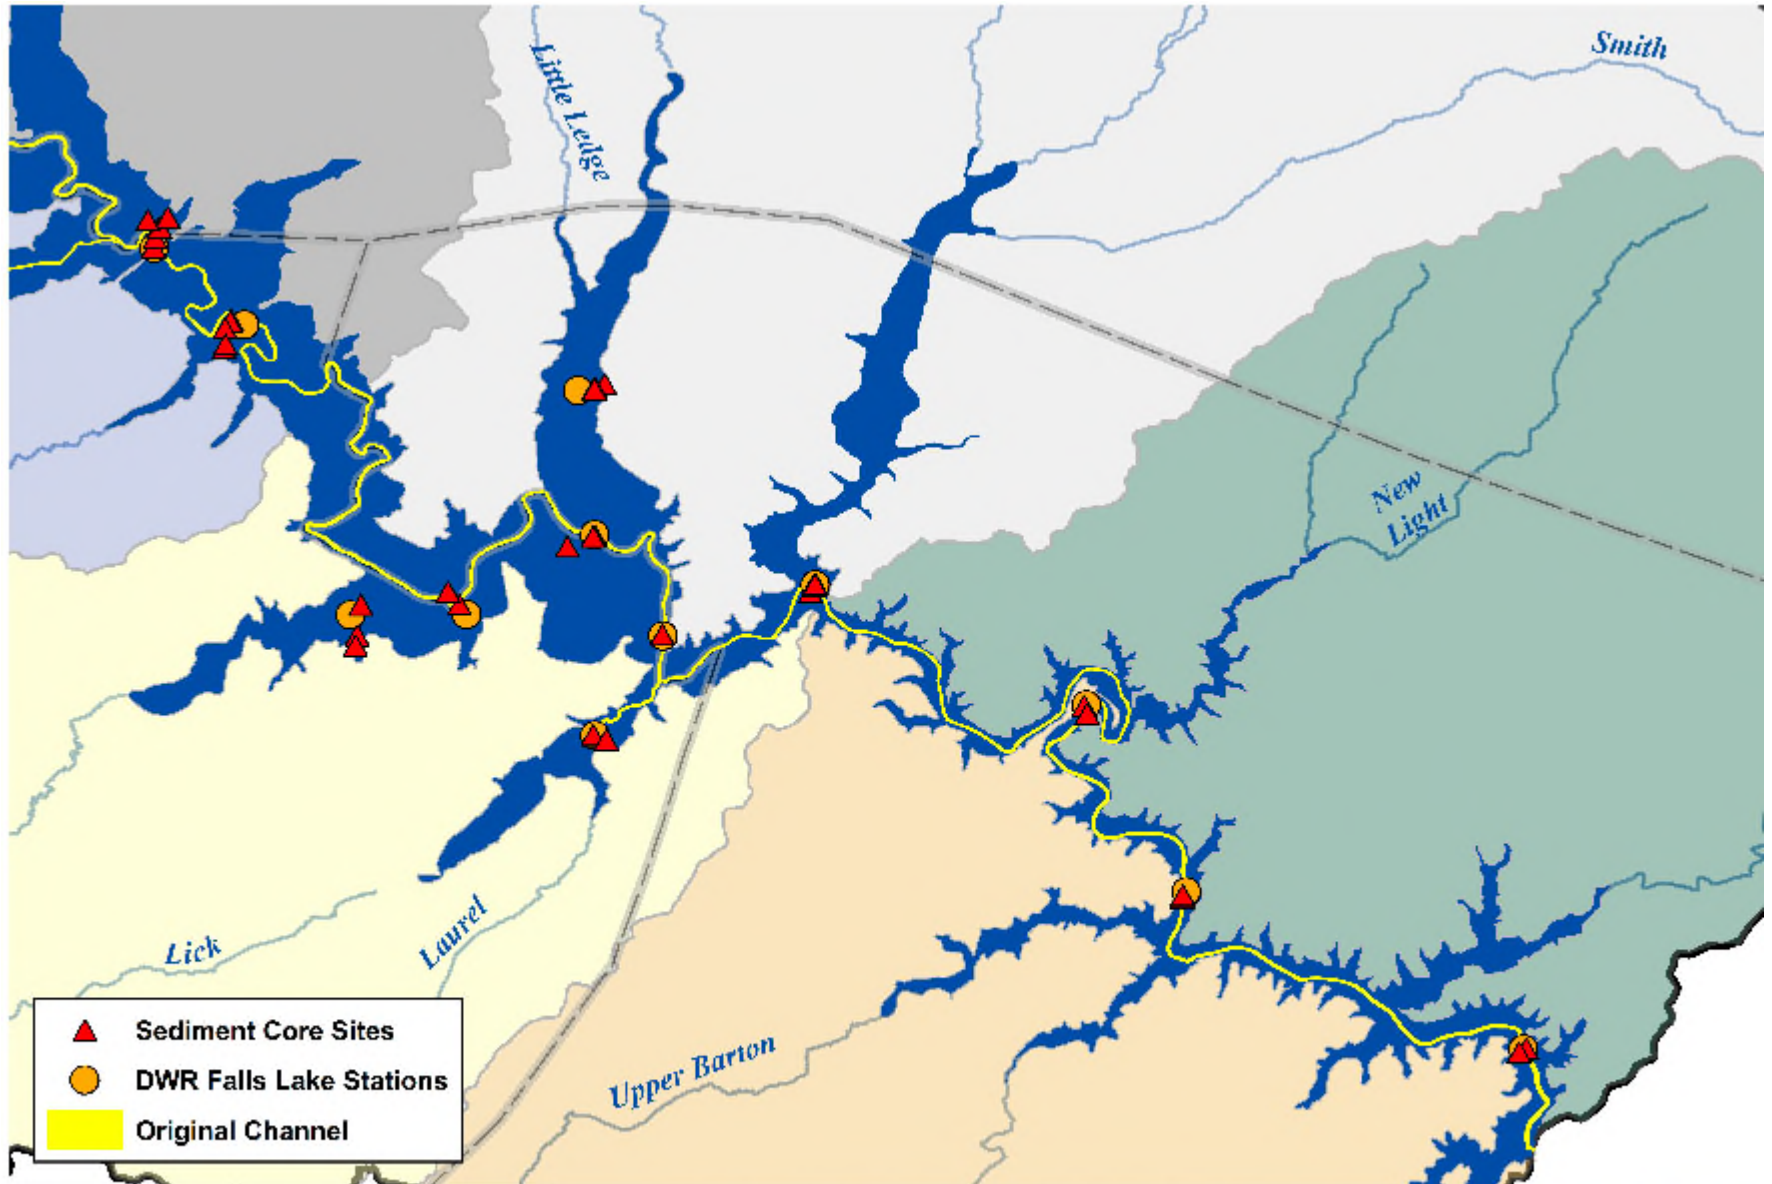 Smith
Little Ledge
New
Light
Lick
Laurel
Upper Barton
Sediment Core Sites
DWR Falls Lake Stations
Original Channel